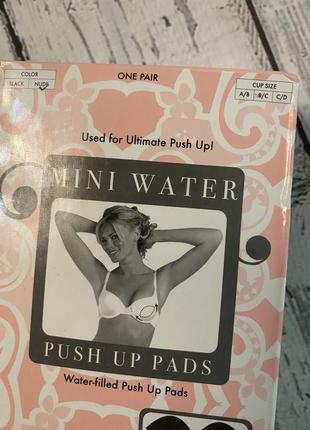 COLOR
BLACK NUDE
ONE PAIR
CUP SIZE
A/B B/C C/D
Used for Ultimate Push Up!
MINI WATER
PUSH UP PADS
Water-filled Push Up Pads